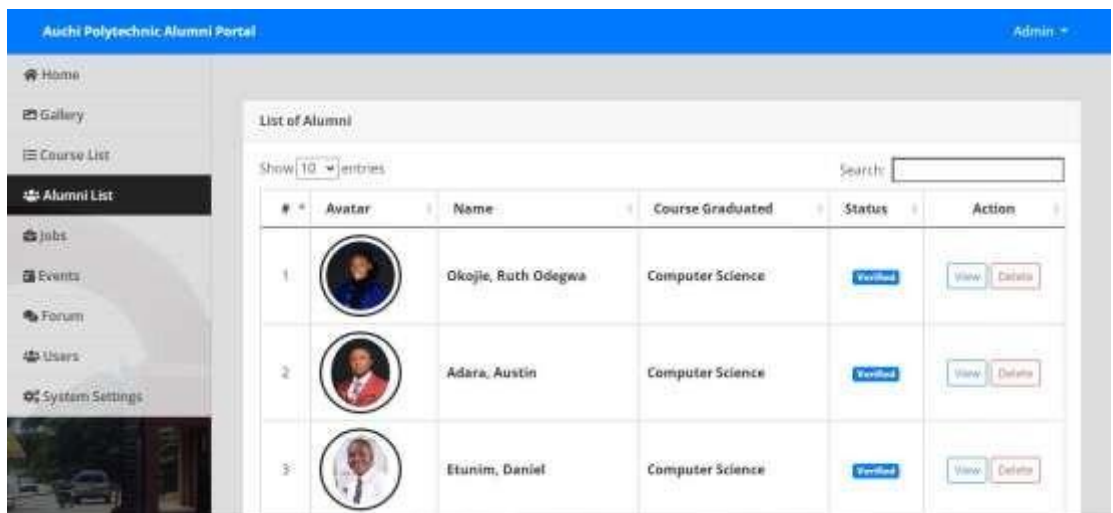 Auchi Polytechnic Alumni Portal Admin
Home
Gallery
Course List
Alumni List
Jobs
Events
Forum
Users
System Settings
List of Alumni
Show 10 entries Search:
# Avatar Name Course Graduated Status Action
1 Okojie, Ruth Odegwa Computer Science Verified View Delete
2 Adara, Austin Computer Science Verified View Delete
3 Etunim, Daniel Computer Science Verified View Delete